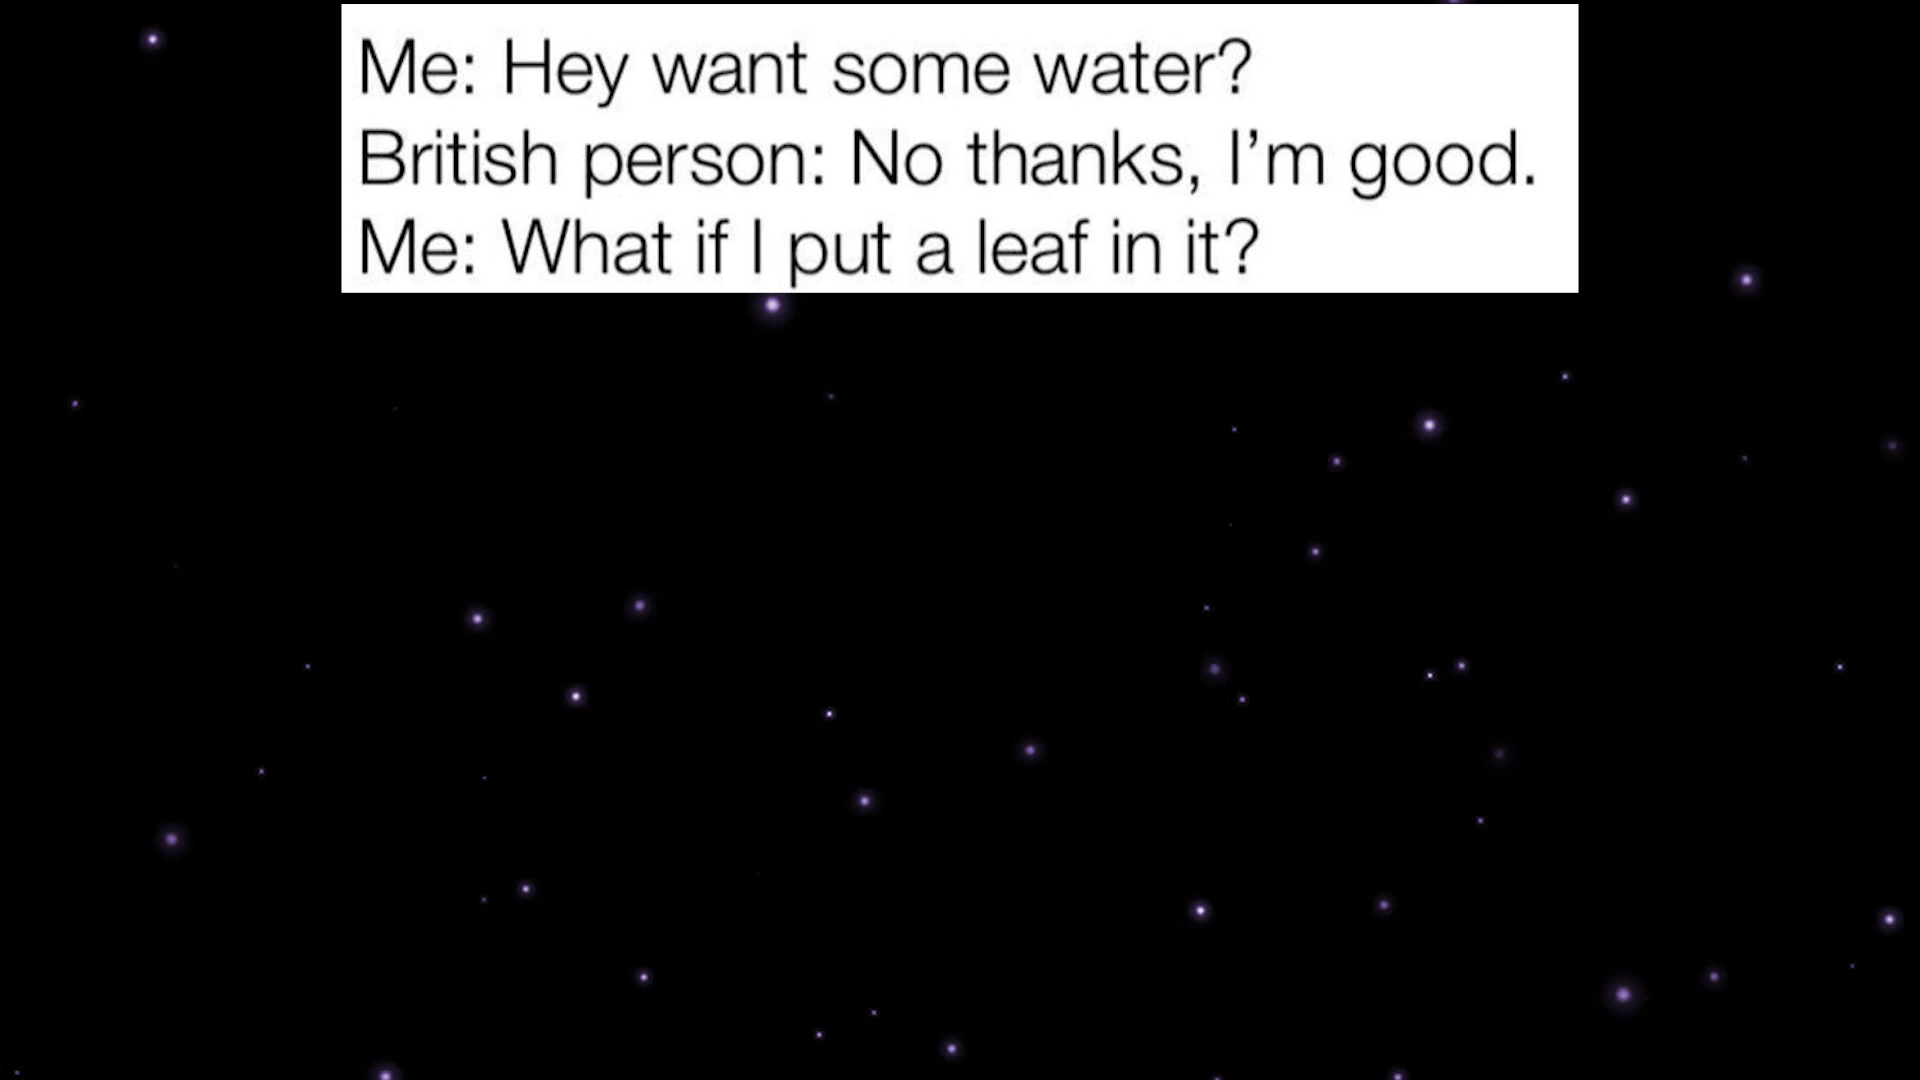 Me: Hey want some water?
British person: No thanks, I’m good.
Me: What if I put a leaf in it?